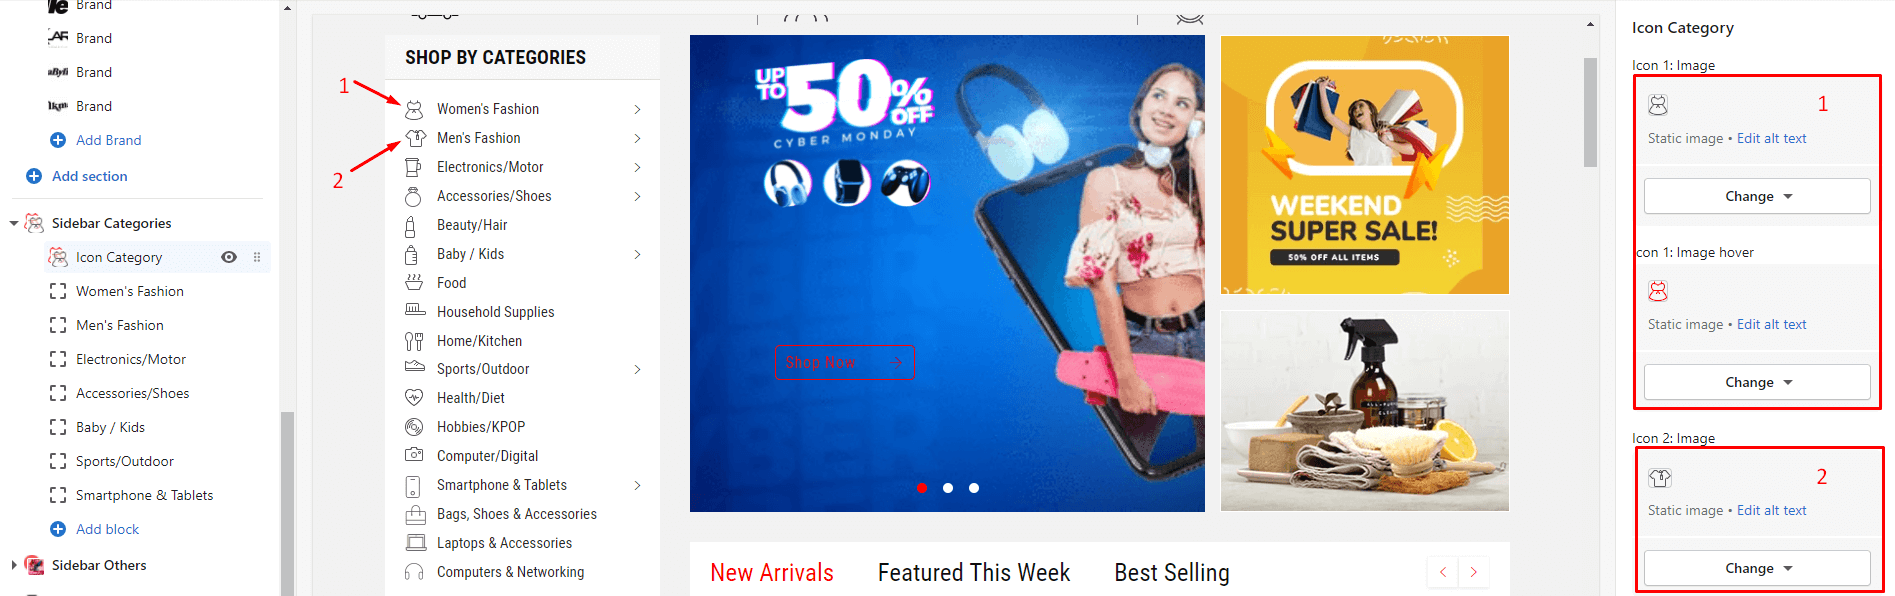 Brand
Brand
Brand
Brand
Add Brand
Add section
Sidebar Categories
Icon Category
Women's Fashion
Men's Fashion
Electronics/Motor
Accessories/Shoes
Baby / Kids
Sports/Outdoor
Smartphone & Tablets
Add block
Sidebar Others
SHOP BY CATEGORIES
1
Women's Fashion
Men's Fashion
2
Electronics/Motor
Accessories/Shoes
Beauty/Hair
Baby / Kids
Food
Household Supplies
Home/Kitchen
Sports/Outdoor
Health/Diet
Hobbies/KPOP
Computer/Digital
Smartphone & Tablets
Bags, Shoes & Accessories
Laptops & Accessories
Computers & Networking
UP TO 50% OFF
CYBER MONDAY
Shop Now
WEEKEND
SUPER SALE!
50% OFF ALL ITEMS
New Arrivals Featured This Week Best Selling
Icon Category
Icon 1: Image
1
Static image • Edit alt text
Change
con 1: Image hover
Static image • Edit alt text
Change
Icon 2: Image
2
Static image • Edit alt text
Change